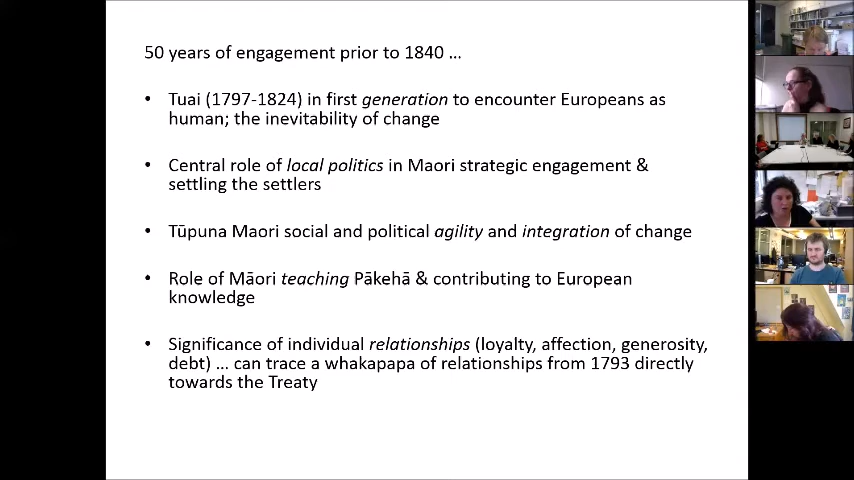 50 years of engagement prior to 1840 …
• Tuai (1797-1824) in first generation to encounter Europeans as
human; the inevitability of change
• Central role of local politics in Maori strategic engagement &
settling the settlers
• Tūpuna Maori social and political agility and integration of change
• Role of Māori teaching Pākehā & contributing to European
knowledge
• Significance of individual relationships (loyalty, affection, generosity,
debt) … can trace a whakapapa of relationships from 1793 directly
towards the Treaty